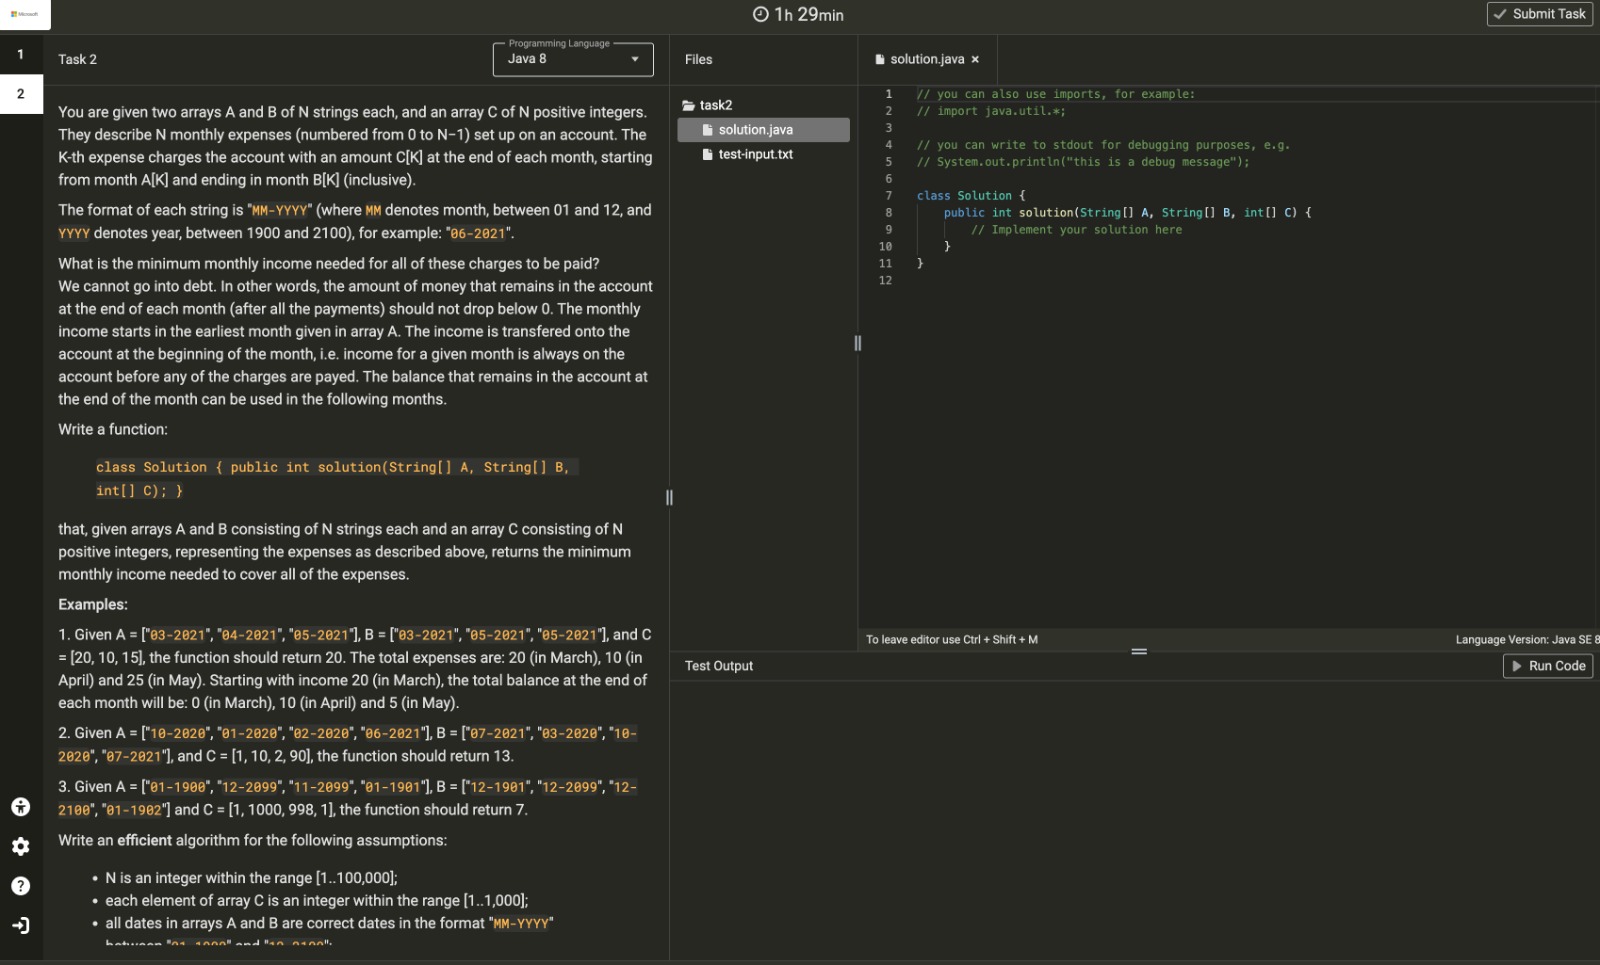 Microsoft
1h 29min
Submit Task
1
2
Task 2
Programming Language
Java 8
You are given two arrays A and B of N strings each, and an array C of N positive integers.
They describe N monthly expenses (numbered from 0 to N−1) set up on an account. The
K-th expense charges the account with an amount C[K] at the end of each month, starting
from month A[K] and ending in month B[K] (inclusive).
The format of each string is "MM-YYYY" (where MM denotes month, between 01 and 12, and
YYYY denotes year, between 1900 and 2100), for example: "06-2021".
What is the minimum monthly income needed for all of these charges to be paid?
We cannot go into debt. In other words, the amount of money that remains in the account
at the end of each month (after all the payments) should not drop below 0. The monthly
income starts in the earliest month given in array A. The income is transfered onto the
account at the beginning of the month, i.e. income for a given month is always on the
account before any of the charges are payed. The balance that remains in the account at
the end of the month can be used in the following months.
Write a function:
class Solution { public int solution(String[] A, String[] B,
int[] C); }
that, given arrays A and B consisting of N strings each and an array C consisting of N
positive integers, representing the expenses as described above, returns the minimum
monthly income needed to cover all of the expenses.
Examples:
1. Given A = ["03-2021", "04-2021", "05-2021"], B = ["03-2021", "05-2021", "05-2021"], and C
= [20, 10, 15], the function should return 20. The total expenses are: 20 (in March), 10 (in
April) and 25 (in May). Starting with income 20 (in March), the total balance at the end of
each month will be: 0 (in March), 10 (in April) and 5 (in May).
2. Given A = ["10-2020", "01-2020", "02-2020", "06-2021"], B = ["07-2021", "03-2020", "10-
2020", "07-2021"], and C = [1, 10, 2, 90], the function should return 13.
3. Given A = ["01-1900", "12-2099", "11-2099", "01-1901"], B = ["12-1901", "12-2099", "12-
2100", "01-1902"] and C = [1, 1000, 998, 1], the function should return 7.
Write an efficient algorithm for the following assumptions:
• N is an integer within the range [1..100,000];
• each element of array C is an integer within the range [1..1,000];
• all dates in arrays A and B are correct dates in the format "MM-YYYY"
between "01-1900" and "12-2100";
Files
task2
solution.java
test-input.txt
solution.java ×
1 // you can also use imports, for example:
2 // import java.util.*;
3
4 // you can write to stdout for debugging purposes, e.g.
5 // System.out.println("this is a debug message");
6
7 class Solution {
8 public int solution(String[] A, String[] B, int[] C) {
9 // Implement your solution here
10 }
11 }
12
To leave editor use Ctrl + Shift + M
Language Version: Java SE 8
Test Output
Run Code